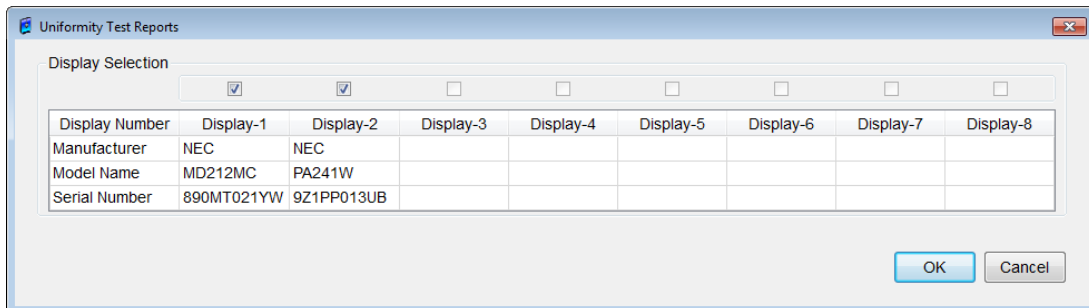 Uniformity Test Reports
Display Selection
Display Number Display-1 Display-2 Display-3 Display-4 Display-5 Display-6 Display-7 Display-8
Manufacturer NEC NEC
Model Name MD212MC PA241W
Serial Number 890MT021YW 9Z1PP013UB
OK Cancel